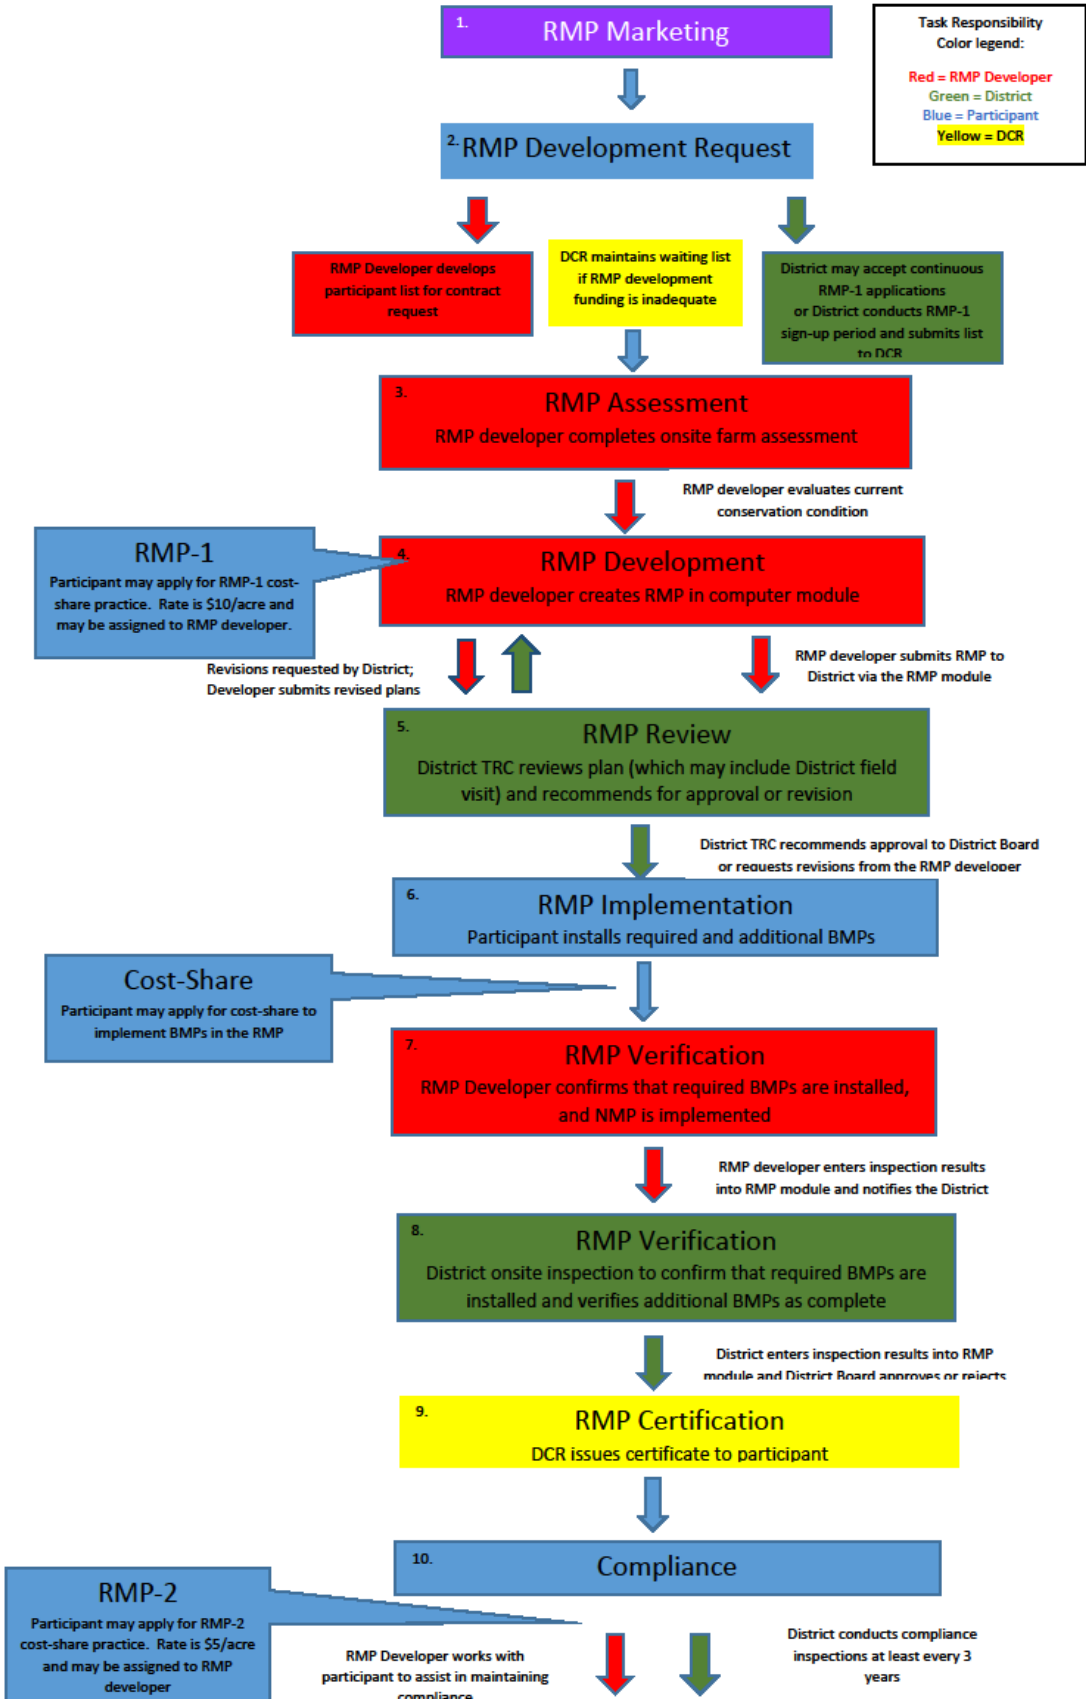 1.
RMP Marketing
Task Responsibility
Color legend:
Red = RMP Developer
Green = District
Blue = Participant
Yellow = DCR
2. RMP Development Request
RMP Developer develops
participant list for contract
request
DCR maintains waiting list
if RMP development
funding is inadequate
District may accept continuous
RMP-1 applications
or District conducts RMP-1
sign-up period and submits list
to DCR
3.
RMP Assessment
RMP developer completes onsite farm assessment
RMP developer evaluates current
conservation condition
RMP-1
Participant may apply for RMP-1 cost-
share practice. Rate is $10/acre and
may be assigned to RMP developer.
4.
RMP Development
RMP developer creates RMP in computer module
Revisions requested by District;
Developer submits revised plans
RMP developer submits RMP to
District via the RMP module
5.
RMP Review
District TRC reviews plan (which may include District field
visit) and recommends for approval or revision
District TRC recommends approval to District Board
or requests revisions from the RMP developer
6.
RMP Implementation
Participant installs required and additional BMPs
Cost-Share
Participant may apply for cost-share to
implement BMPs in the RMP
7.
RMP Verification
RMP Developer confirms that required BMPs are installed,
and NMP is implemented
RMP developer enters inspection results
into RMP module and notifies the District
8.
RMP Verification
District onsite inspection to confirm that required BMPs are
installed and verifies additional BMPs as complete
District enters inspection results into RMP
module and District Board approves or rejects
9.
RMP Certification
DCR issues certificate to participant
10.
Compliance
RMP-2
Participant may apply for RMP-2
cost-share practice. Rate is $5/acre
and may be assigned to RMP
developer
RMP Developer works with
participant to assist in maintaining
compliance
District conducts compliance
inspections at least every 3
years